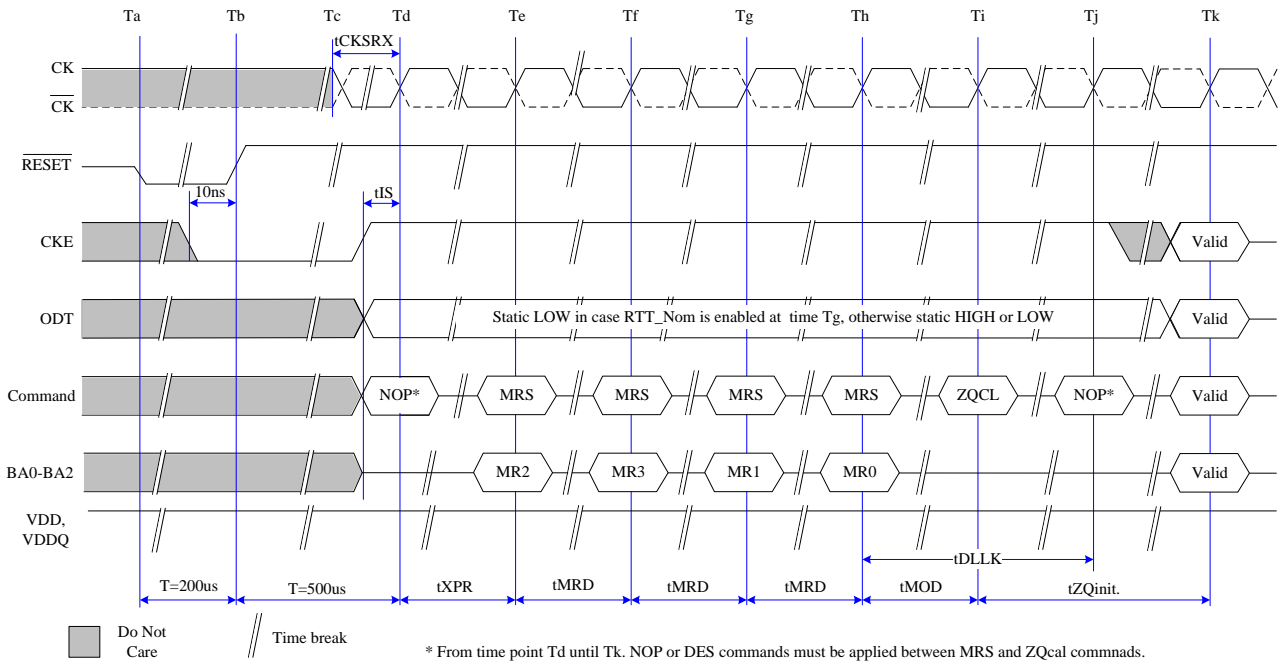 Ta Tb Tc Td Te Tf Tg Th Ti Tj Tk
tCKSRX
CK
CK
RESET
10ns
tIS
CKE
Valid
ODT
Static LOW in case RTT_Nom is enabled at time Tg, otherwise static HIGH or LOW
Valid
Command
NOP* MRS MRS MRS MRS ZQCL NOP* Valid
BA0-BA2
MR2 MR3 MR1 MR0 Valid
VDD,
VDDQ
tDLLK
T=200us T=500us tXPR tMRD tMRD tMRD tMOD tZQinit.
Do Not
Care
Time break
* From time point Td until Tk. NOP or DES commands must be applied between MRS and ZQcal commnads.